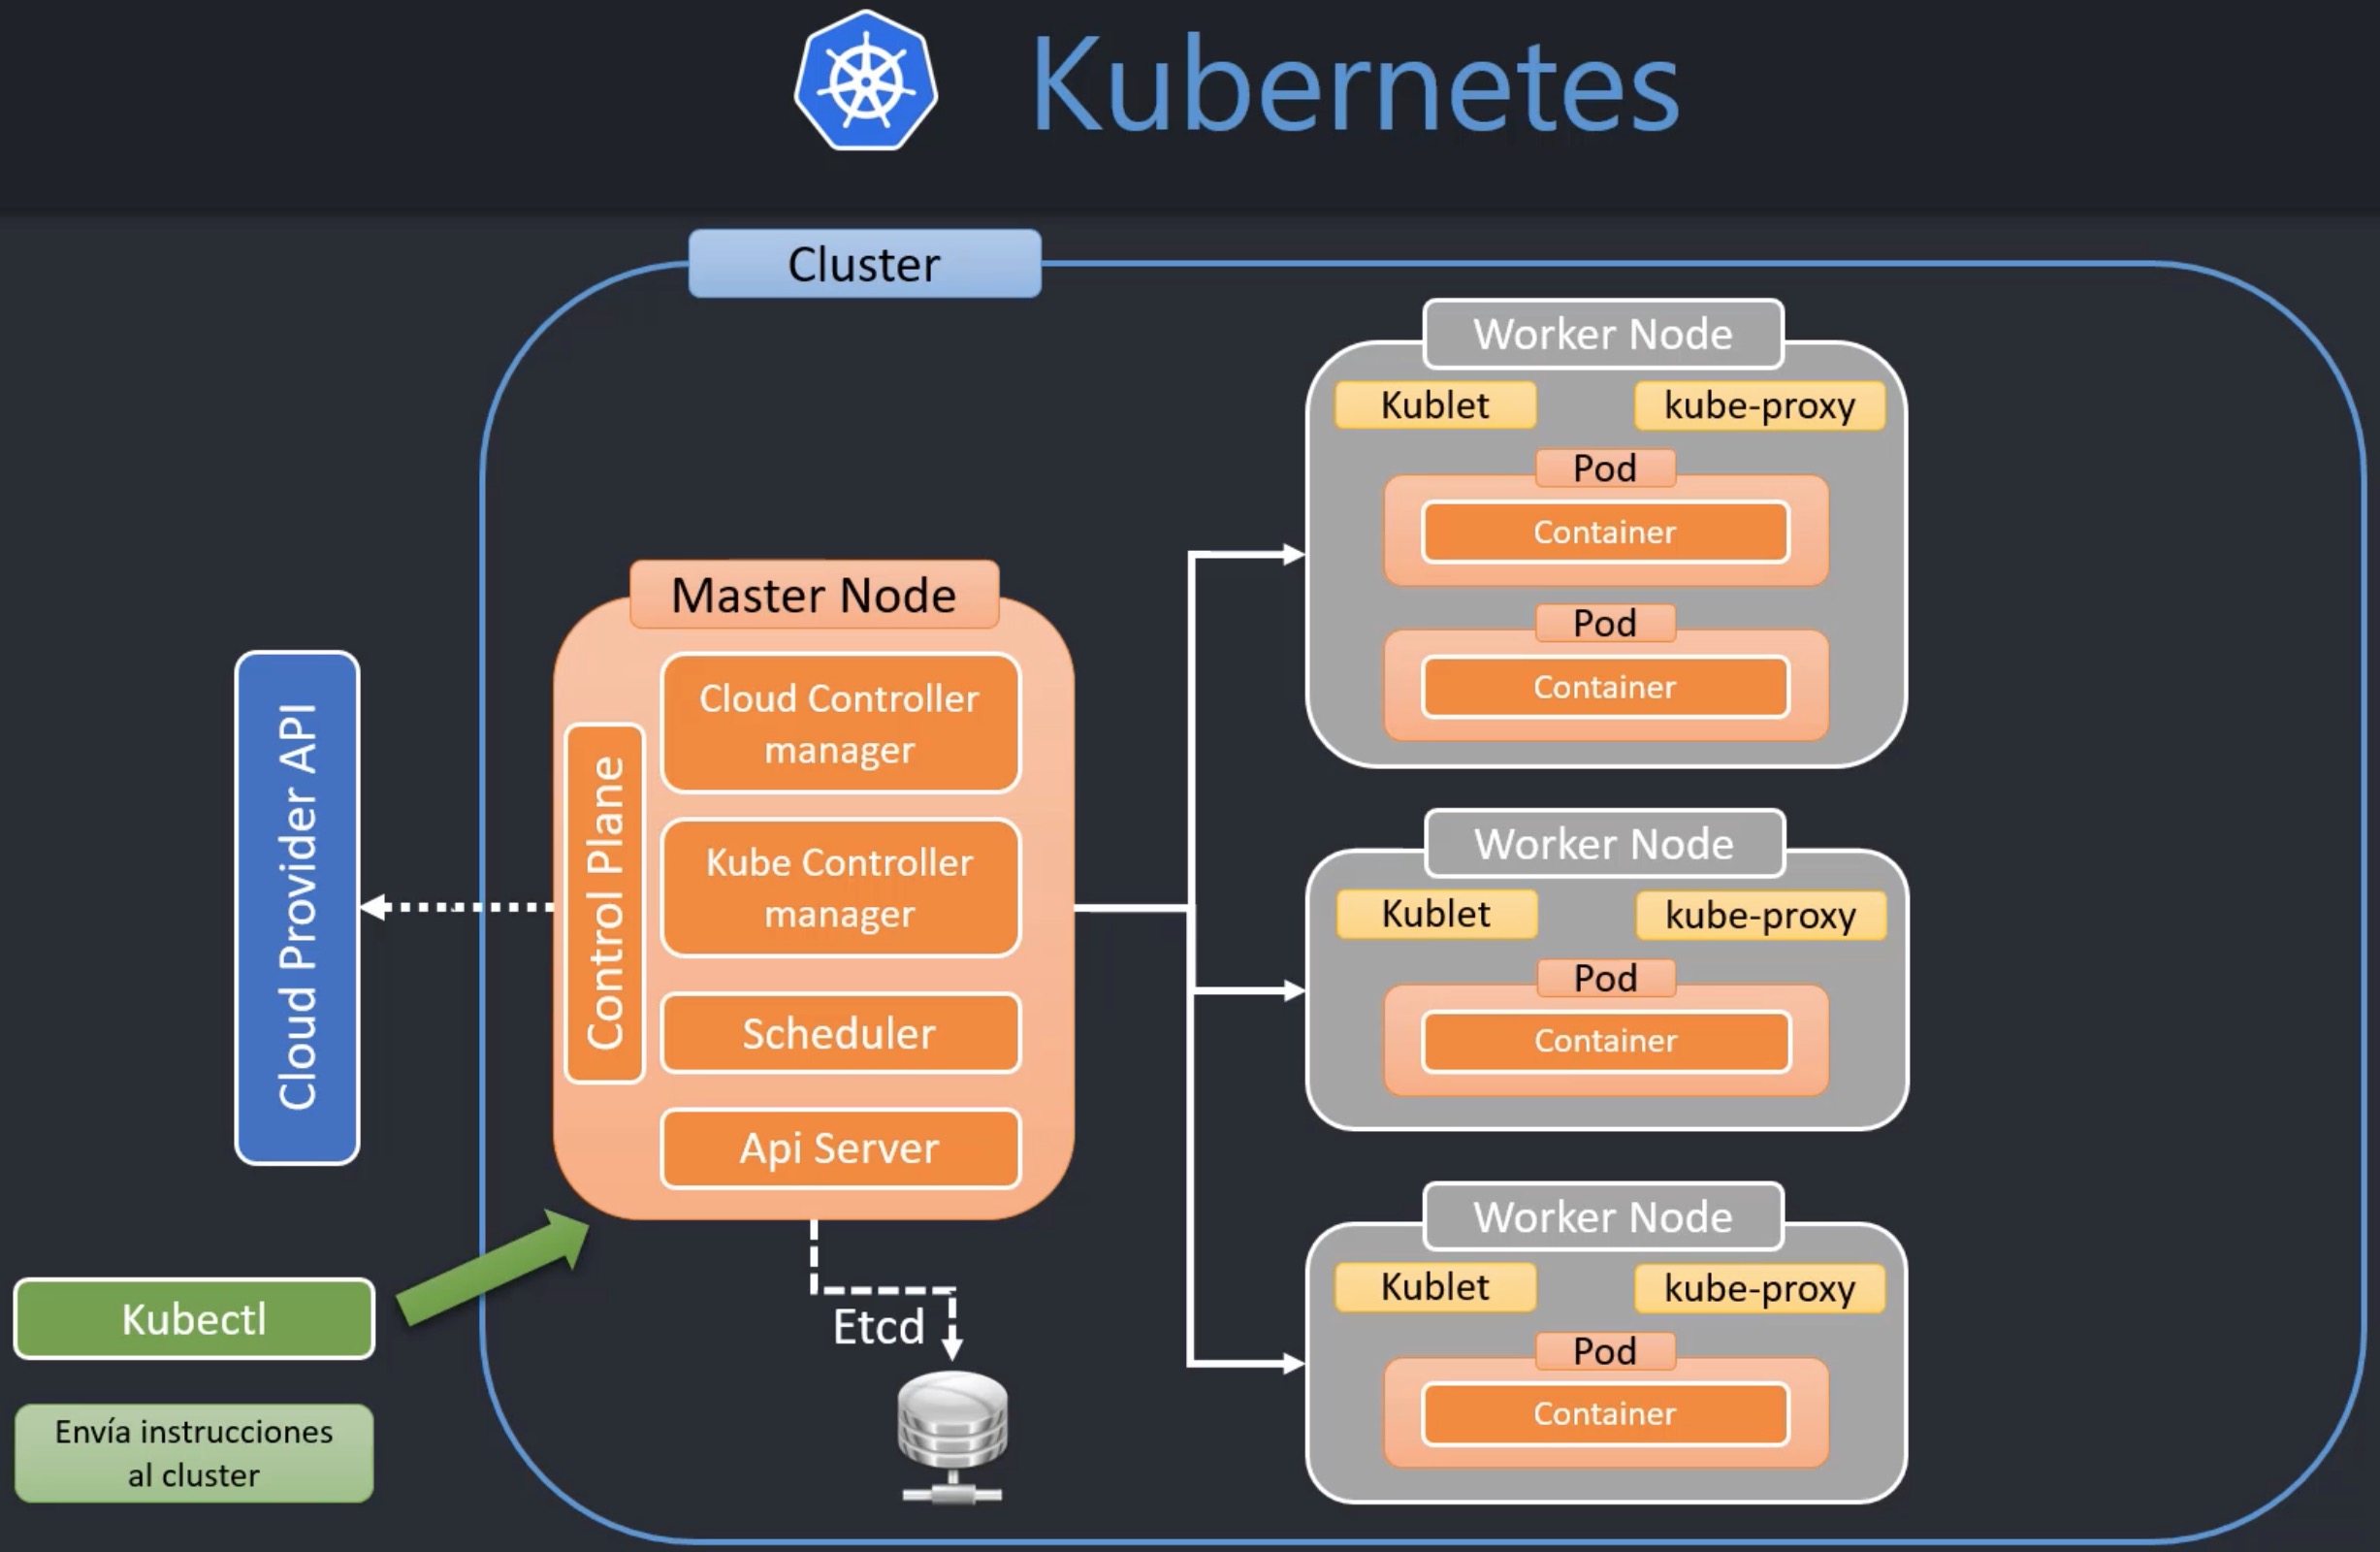 Kubernetes
Cluster
Cloud Provider API
Master Node
Control Plane
Cloud Controller
manager
Kube Controller
manager
Scheduler
Api Server
Etcd
Kubectl
Envía instrucciones
al cluster
Worker Node
Kublet
kube-proxy
Pod
Container
Pod
Container
Worker Node
Kublet
kube-proxy
Pod
Container
Worker Node
Kublet
kube-proxy
Pod
Container